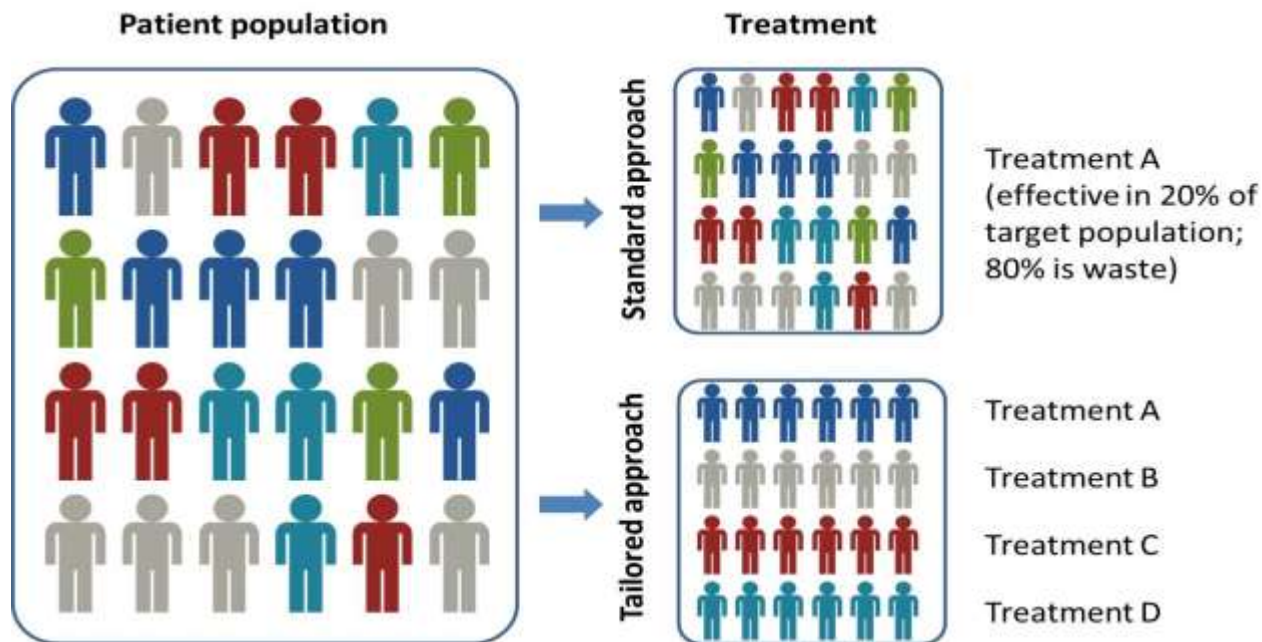 Patient population
Treatment
Standard approach
Treatment A
(effective in 20% of
target population;
80% is waste)
Tailored approach
Treatment A
Treatment B
Treatment C
Treatment D